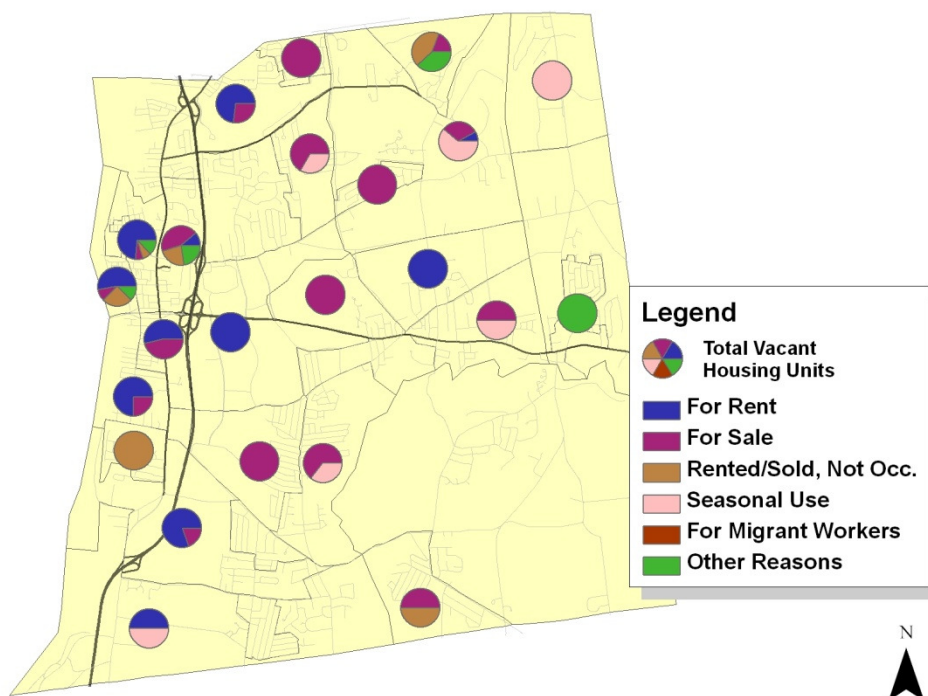 Legend
Total Vacant
Housing Units
For Rent
For Sale
Rented/Sold, Not Occ.
Seasonal Use
For Migrant Workers
Other Reasons
N